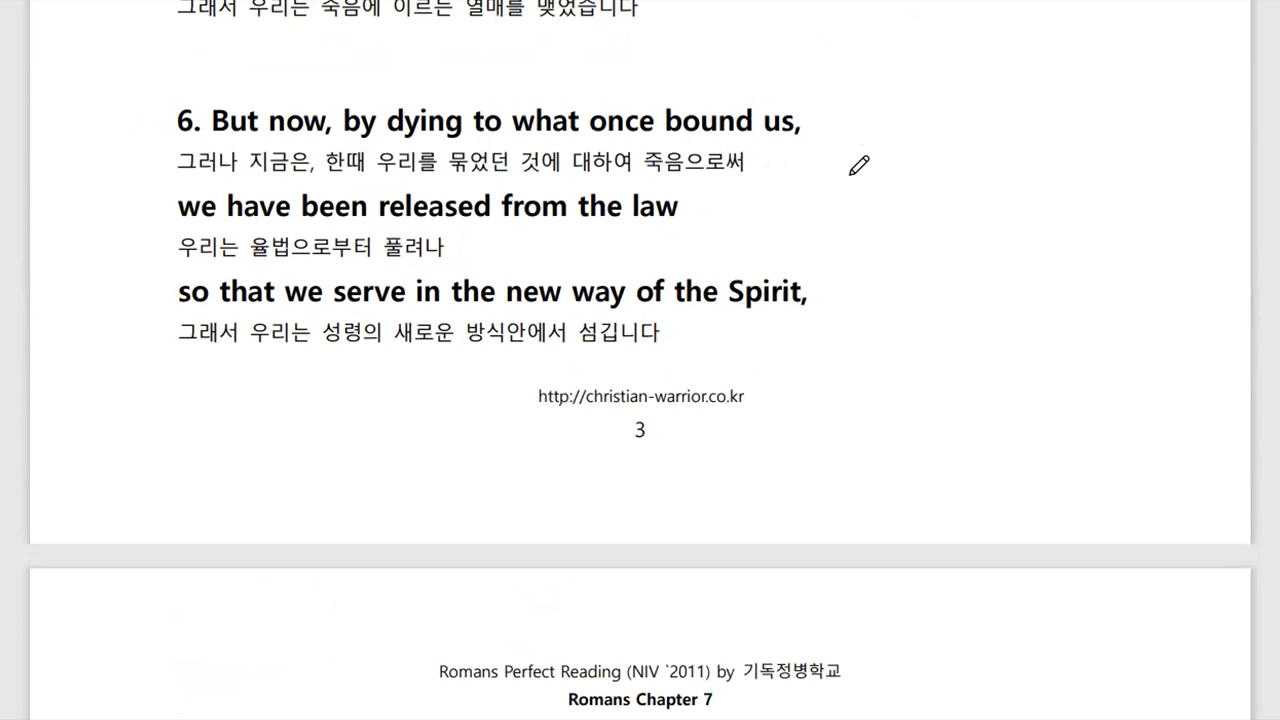 그래서 우리는 죽음에 이르는 열매를 맺었습니다
6. But now, by dying to what once bound us,
그러나 지금은, 한때 우리를 묶었던 것에 대하여 죽음으로써
we have been released from the law
우리는 율법으로부터 풀려나
so that we serve in the new way of the Spirit,
그래서 우리는 성령의 새로운 방식안에서 섬깁니다
http://christian-warrior.co.kr
3
Romans Perfect Reading (NIV `2011) by 기독정병학교
Romans Chapter 7